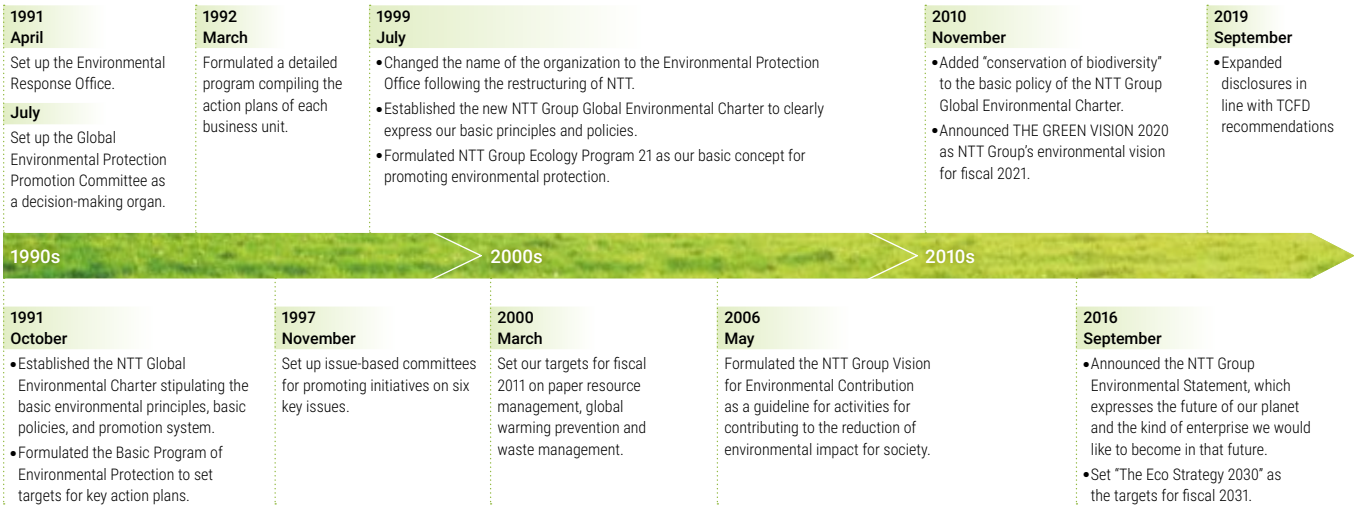 1991
April
Set up the Environmental
Response Office.
July
Set up the Global
Environmental Protection
Promotion Committee as
a decision-making organ.
1992
March
Formulated a detailed
program compiling the
action plans of each
business unit.
1999
July
•Changed the name of the organization to the Environmental Protection
Office following the restructuring of NTT.
•Established the new NTT Group Global Environmental Charter to clearly
express our basic principles and policies.
•Formulated NTT Group Ecology Program 21 as our basic concept for
promoting environmental protection.
2010
November
•Added "conservation of biodiversity"
to the basic policy of the NTT Group
Global Environmental Charter.
•Announced THE GREEN VISION 2020
as NTT Group's environmental vision
for fiscal 2021.
2019
September
•Expanded
disclosures in
line with TCFD
recommendations
1990s
2000s
2010s
1991
October
•Established the NTT Global
Environmental Charter stipulating the
basic environmental principles, basic
policies, and promotion system.
•Formulated the Basic Program of
Environmental Protection to set
targets for key action plans.
1997
November
Set up issue-based committees
for promoting initiatives on six
key issues.
2000
March
Set our targets for fiscal
2011 on paper resource
management, global
warming prevention and
waste management.
2006
May
Formulated the NTT Group Vision
for Environmental Contribution
as a guideline for activities for
contributing to the reduction of
environmental impact for society.
2016
September
•Announced the NTT Group
Environmental Statement, which
expresses the future of our planet
and the kind of enterprise we would
like to become in that future.
•Set "The Eco Strategy 2030" as
the targets for fiscal 2031.